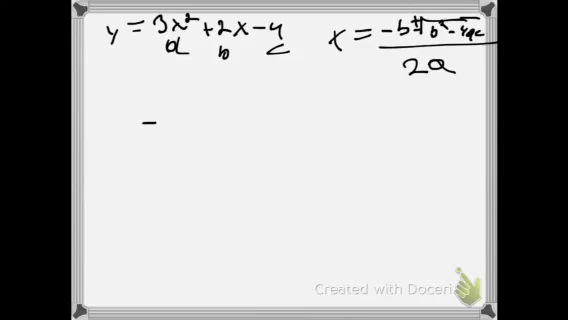 y = 3x² + 2x - 4 x = -b ± √b² - 4ac / 2a
a b c
-
Created with Doceri